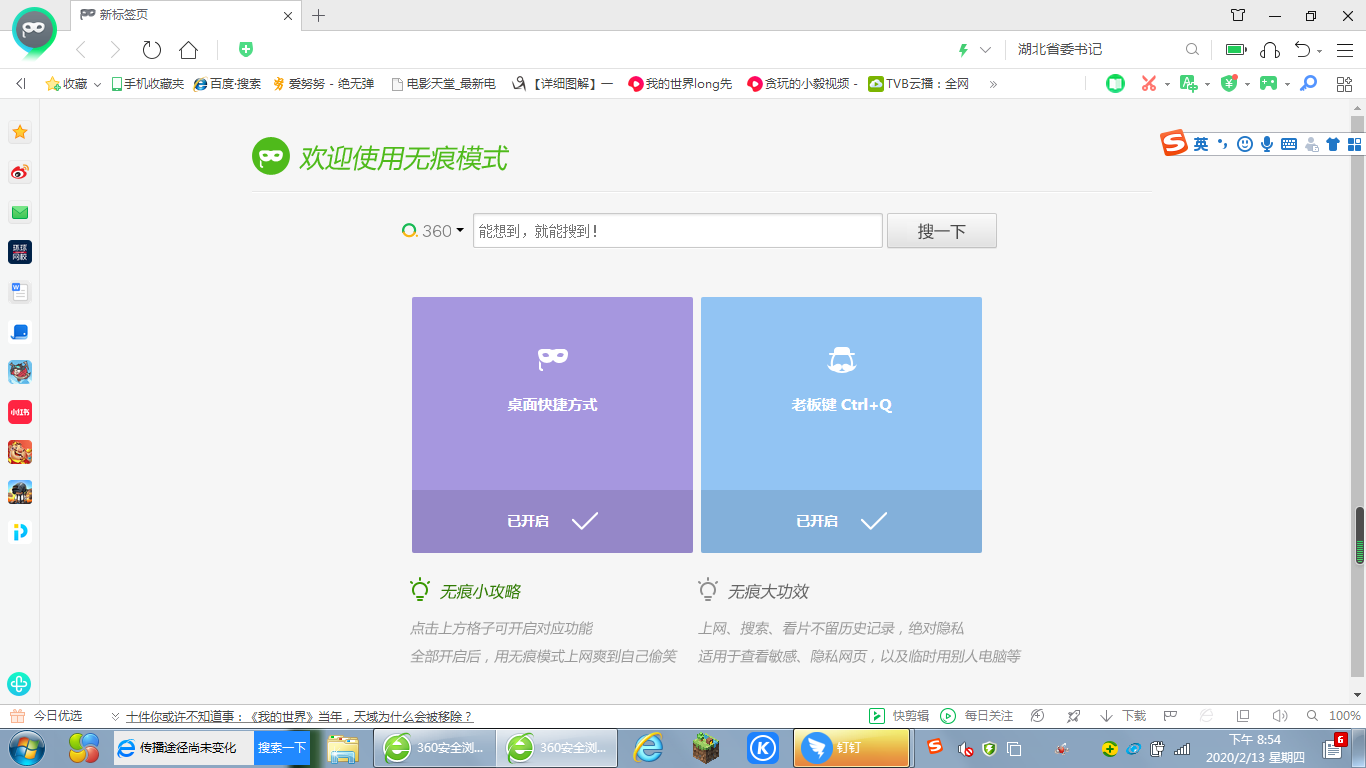 新标签页
湖北省委书记
收藏
手机收藏夹
百度·搜索
爱努努 - 绝无弹
电影天堂_最新电
【详细图解】一
我的世界long先
贪玩的小毅视频 -
TVB云播：全网
»
英
欢迎使用无痕模式
360
能想到，就能搜到！
搜一下
环球网校
小红书
桌面快捷方式
老板键 Ctrl+Q
已开启
已开启
无痕小攻略
无痕大功效
点击上方格子可开启对应功能
上网、搜索、看片不留历史记录，绝对隐私
全部开启后，用无痕模式上网爽到自己偷笑
适用于查看敏感、隐私网页，以及临时用别人电脑等
今日优选
十件你或许不知道事：《我的世界》当年，天域为什么会被移除？
快剪辑
每日关注
下载
100%
传播途径尚未变化
搜索一下
360安全浏...
360安全浏...
K
钉钉
下午 8:54
2020/2/13 星期四
6